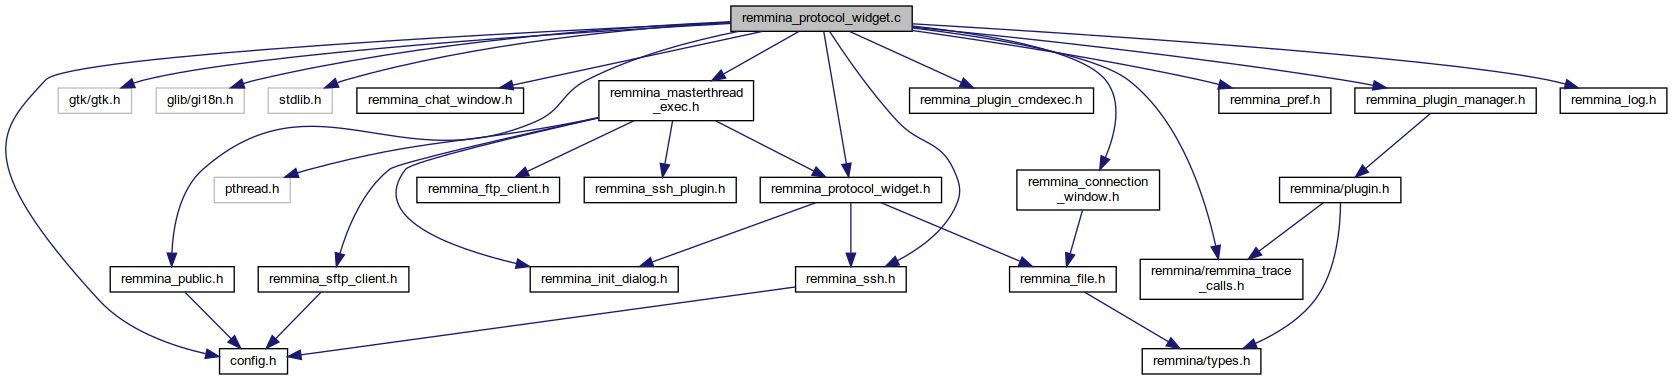 remmina_protocol_widget.c
gtk/gtk.h
glib/gi18n.h
stdlib.h
remmina_chat_window.h
remmina_masterthread
_exec.h
remmina_plugin_cmdexec.h
remmina_pref.h
remmina_plugin_manager.h
remmina_log.h
pthread.h
remmina_ftp_client.h
remmina_ssh_plugin.h
remmina_protocol_widget.h
remmina_connection
_window.h
remmina/plugin.h
remmina_public.h
remmina_sftp_client.h
remmina_init_dialog.h
remmina_ssh.h
remmina_file.h
remmina/remmina_trace
_calls.h
config.h
remmina/types.h